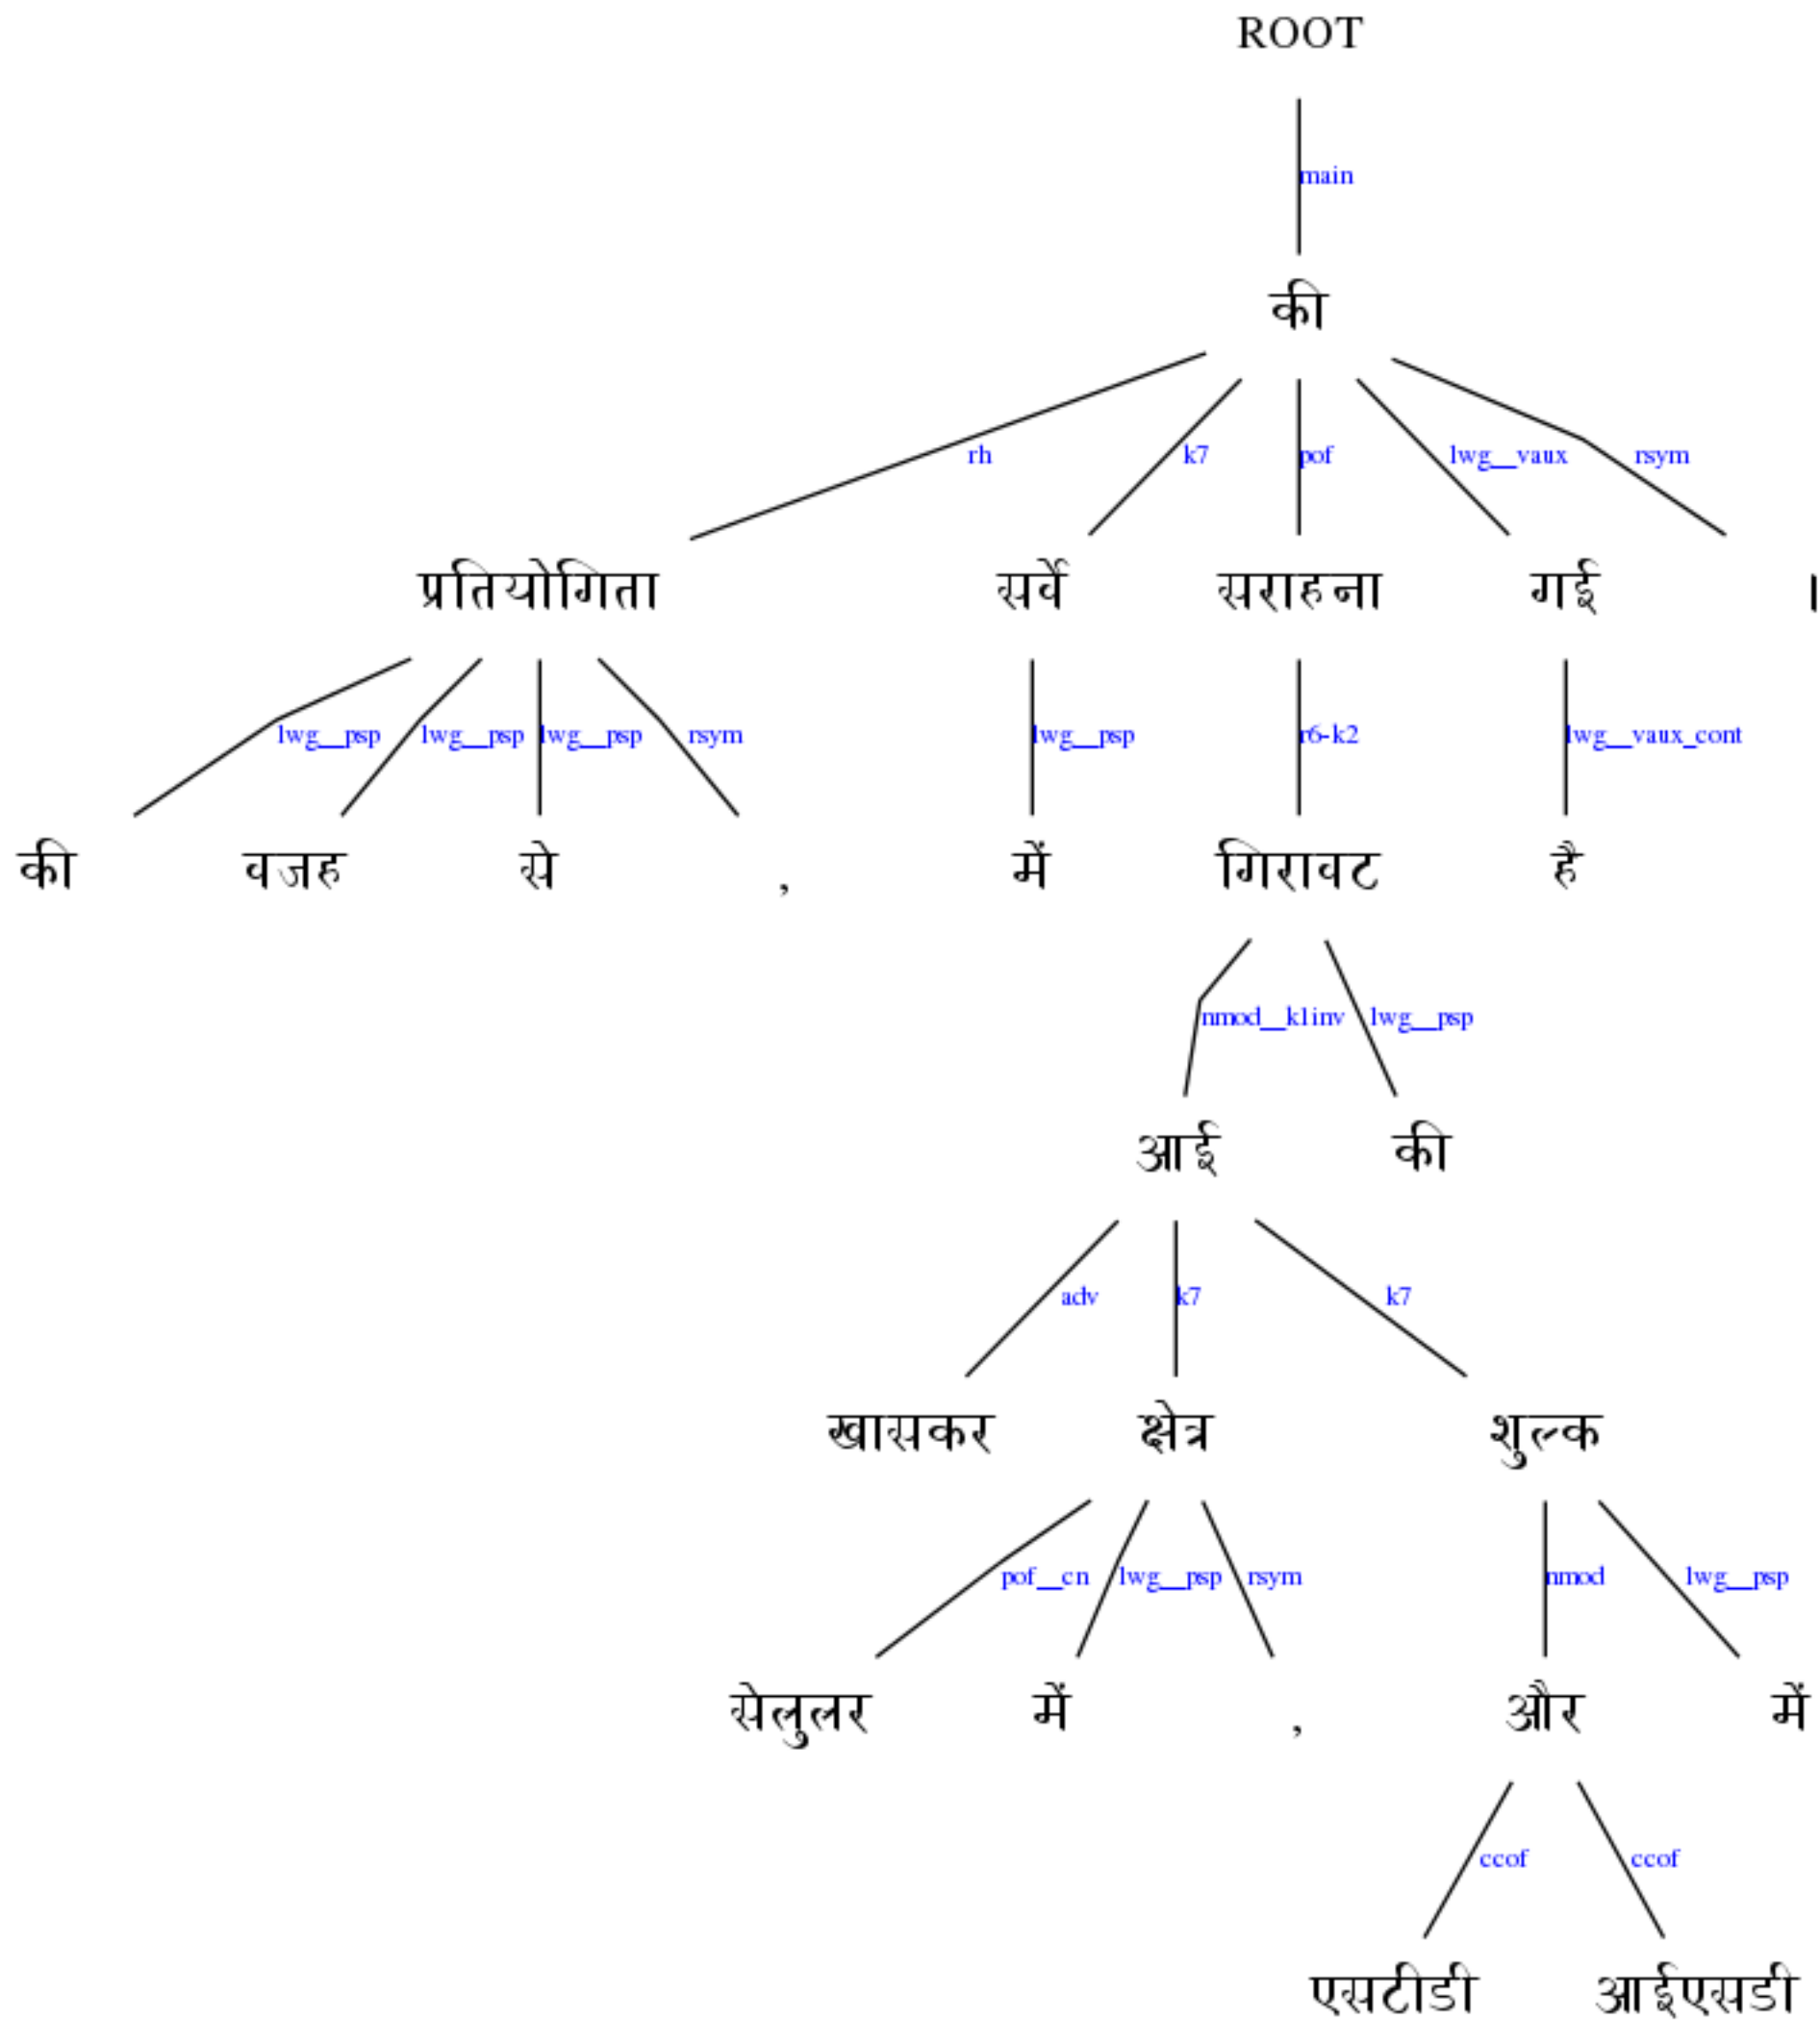 ROOT
main
की
rh k7 pof lwg__vaux rsym
प्रतियोगिता सर्वे सराहना गई ।
lwg__psp lwg__psp lwg__psp rsym lwg__psp r6-k2 lwg__vaux_cont
की वजह से , में गिरावट है
nmod__k1inv lwg__psp
आई की
adv k7 k7
खासकर क्षेत्र शुल्क
pof__cn lwg__psp rsym nmod lwg__psp
सेलुलर में , और में
ccof ccof
एसटीडी आईएसडी